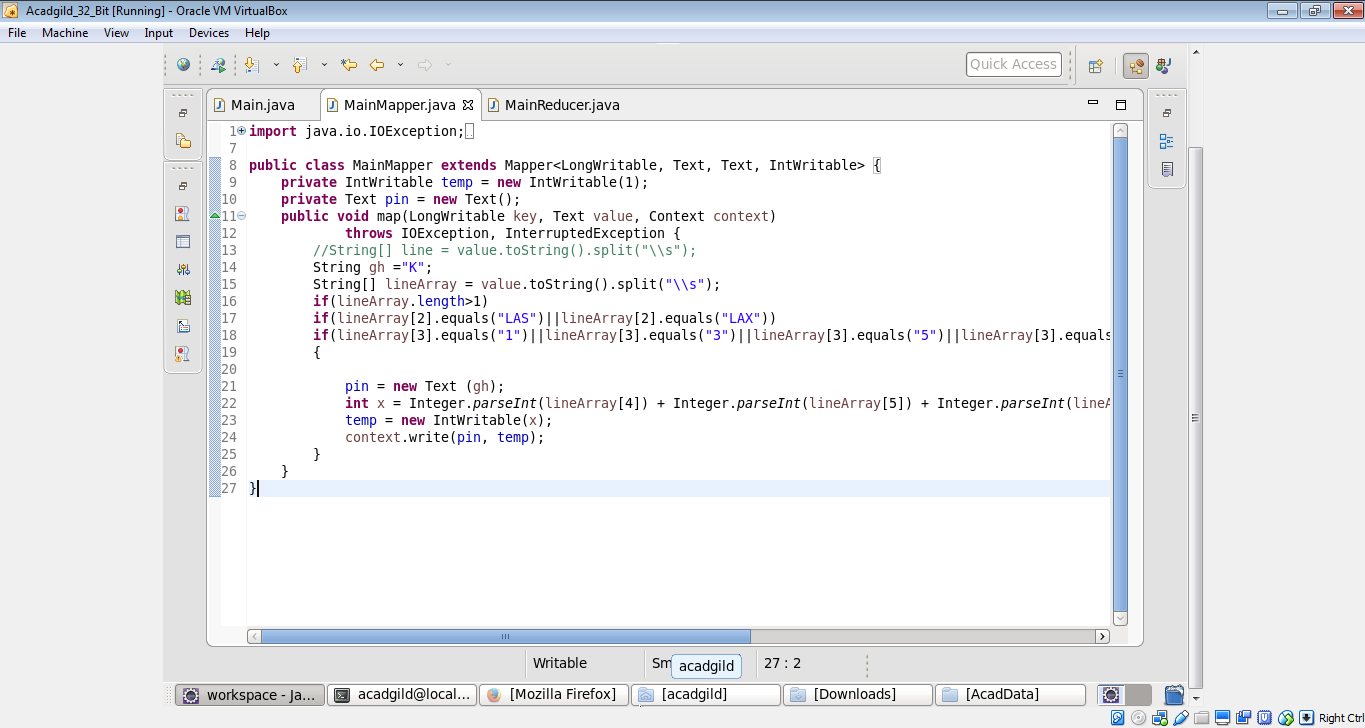 Acadgild_32_Bit [Running] - Oracle VM VirtualBox
File Machine View Input Devices Help
Quick Access
Main.java MainMapper.java MainReducer.java
1 import java.io.IOException;
7
8 public class MainMapper extends Mapper<LongWritable, Text, Text, IntWritable> {
9 private IntWritable temp = new IntWritable(1);
10 private Text pin = new Text();
11 public void map(LongWritable key, Text value, Context context)
12 throws IOException, InterruptedException {
13 //String[] line = value.toString().split("\\s");
14 String gh ="K";
15 String[] lineArray = value.toString().split("\\s");
16 if(lineArray.length>1)
17 if(lineArray[2].equals("LAS")||lineArray[2].equals("LAX"))
18 if(lineArray[3].equals("1")||lineArray[3].equals("3")||lineArray[3].equals("5")||lineArray[3].equals
19 {
20
21 pin = new Text (gh);
22 int x = Integer.parseInt(lineArray[4]) + Integer.parseInt(lineArray[5]) + Integer.parseInt(lineA
23 temp = new IntWritable(x);
24 context.write(pin, temp);
25 }
26 }
27 }
Writable Sm acadgild 27 : 2
workspace - Ja... acadgild@local... [Mozilla Firefox] [acadgild] [Downloads] [AcadData]
Right Ctrl